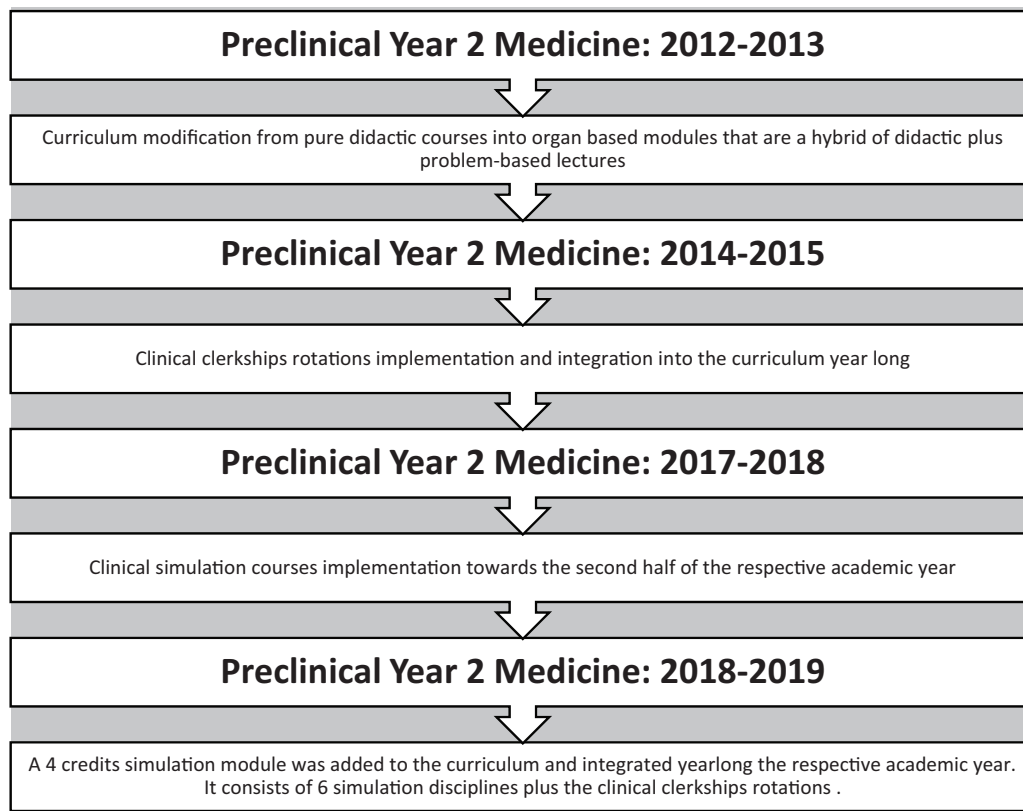 Preclinical Year 2 Medicine: 2012-2013
Curriculum modification from pure didactic courses into organ based modules that are a hybrid of didactic plus
problem-based lectures
Preclinical Year 2 Medicine: 2014-2015
Clinical clerkships rotations implementation and integration into the curriculum year long
Preclinical Year 2 Medicine: 2017-2018
Clinical simulation courses implementation towards the second half of the respective academic year
Preclinical Year 2 Medicine: 2018-2019
A 4 credits simulation module was added to the curriculum and integrated yearlong the respective academic year.
It consists of 6 simulation disciplines plus the clinical clerkships rotations .